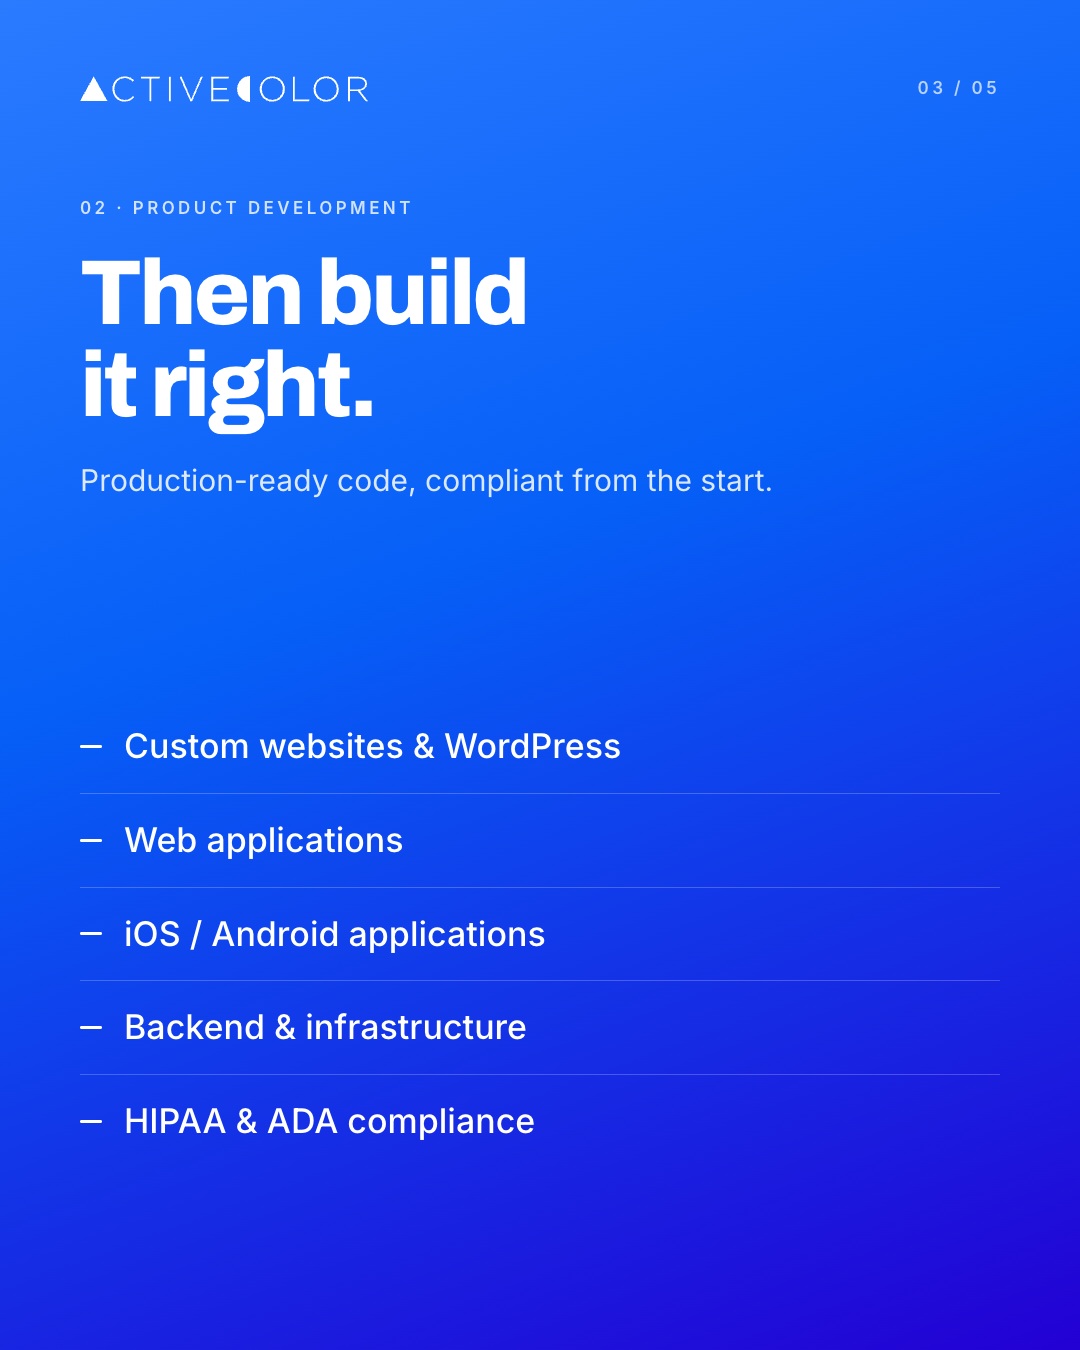 ACTIVECOLOR
03 / 05
02 · PRODUCT DEVELOPMENT
Then build
it right.
Production-ready code, compliant from the start.
Custom websites & WordPress
Web applications
iOS / Android applications
Backend & infrastructure
HIPAA & ADA compliance